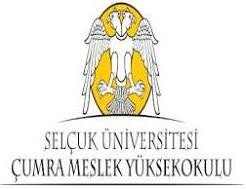 SELÇUK ÜNİVERSİTESİ
ÇUMRA MESLEK YÜKSEKOKULU